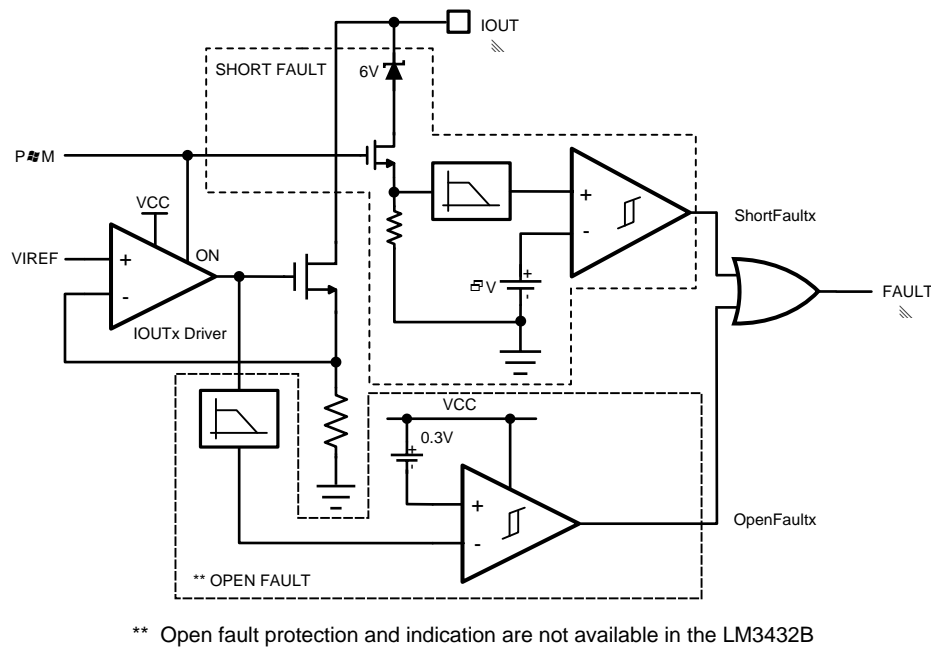 IOUT
SHORT FAULT
6V
VCC
+
ShortFaultx
VIREF
+
ON
-
+
-
V
+
-
FAULT
IOUTx Driver
VCC
0.3V
+
-
+
-
OpenFaultx
** OPEN FAULT
** Open fault protection and indication are not available in the LM3432B